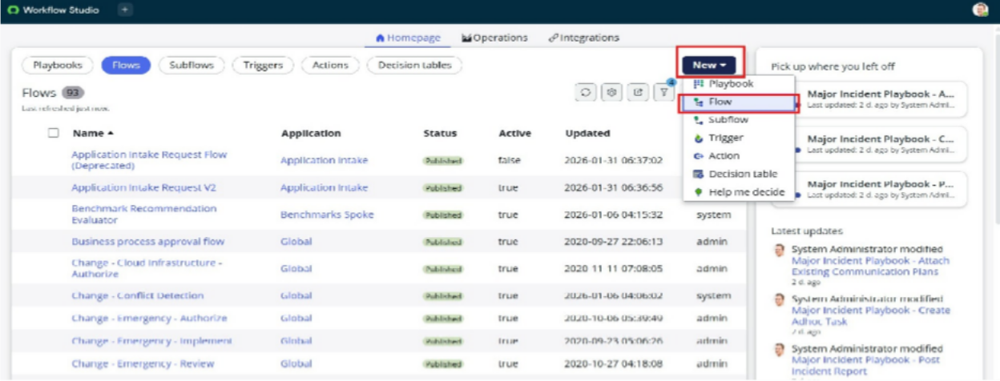 Workflow Studio +
Homepage Operations Integrations
Playbooks Flows Subflows Triggers Actions Decision tables New
Flows 93
Last refreshed just now.
4
Playbook
Flow
Subflow
Trigger
Action
Decision table
Help me decide
Name Application Status Active Updated
Application Intake Request Flow
(Deprecated) Application Intake Published false 2026-01-31 06:37:02
Application Intake Request V2 Application Intake Published true 2026-01-31 06:36:56
Benchmark Recommendation
Evaluator Benchmarks Spoke Published true 2026-01-06 04:15:32 system
Business process approval flow Global Published true 2020-09-27 22:06:13 admin
Change - Cloud Infrastructure -
Authorize Global Published true 2020-11-11 07:08:05 admin
Change - Conflict Detection Global Published true 2026-01-06 04:06:02 system
Change - Emergency - Authorize Global Published true 2020-10-06 05:39:49 admin
Change - Emergency - Implement Global Published true 2020-09-23 05:06:26 admin
Change - Emergency - Review Global Published true 2020-10-27 04:18:08 admin
Pick up where you left off
Major Incident Playbook - A...
Last updated: 2 d. ago by System Admi...
Major Incident Playbook - C...
Last updated: 2 d. ago by System Admi...
Major Incident Playbook - P...
Last updated: 2 d. ago by System Admi...
Latest updates
System Administrator modified
Major Incident Playbook - Attach
Existing Communication Plans
2 d. ago
System Administrator modified
Major Incident Playbook - Create
Adhoc Task
2 d. ago
System Administrator modified
Major Incident Playbook - Post
Incident Report